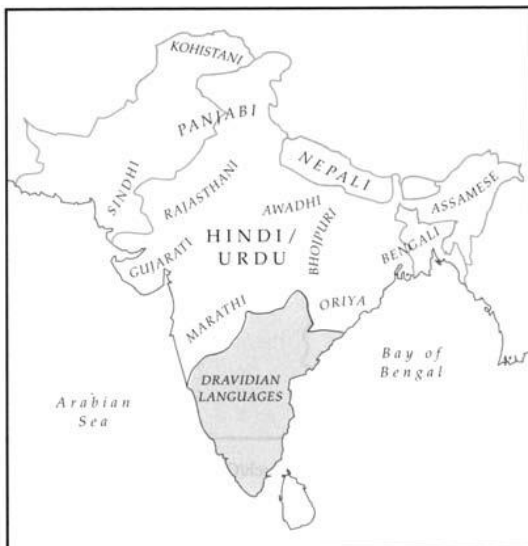 KOHISTANI
PANJABI
NEPALI
SINDHI
RAJASTHANI
AWADHI
ASSAMESE
HINDI/
URDU
BHOJPURI
BENGALI
GUJARATI
MARATHI
ORIYA
Bay of
Bengal
DRAVIDIAN
LANGUAGES
Arabian
Sea